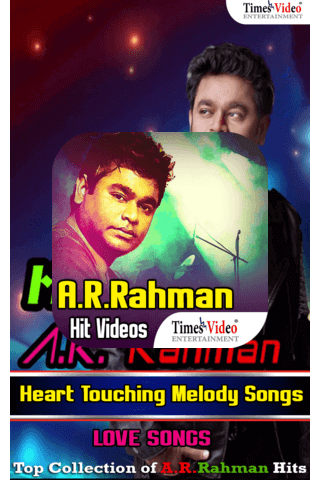 Times Video
ENTERTAINMENT
A.R.Rahman
Hit Videos
Times Video
ENTERTAINMENT
A.R. Rahman
Heart Touching Melody Songs
LOVE SONGS
Top Collection of A.R.Rahman Hits